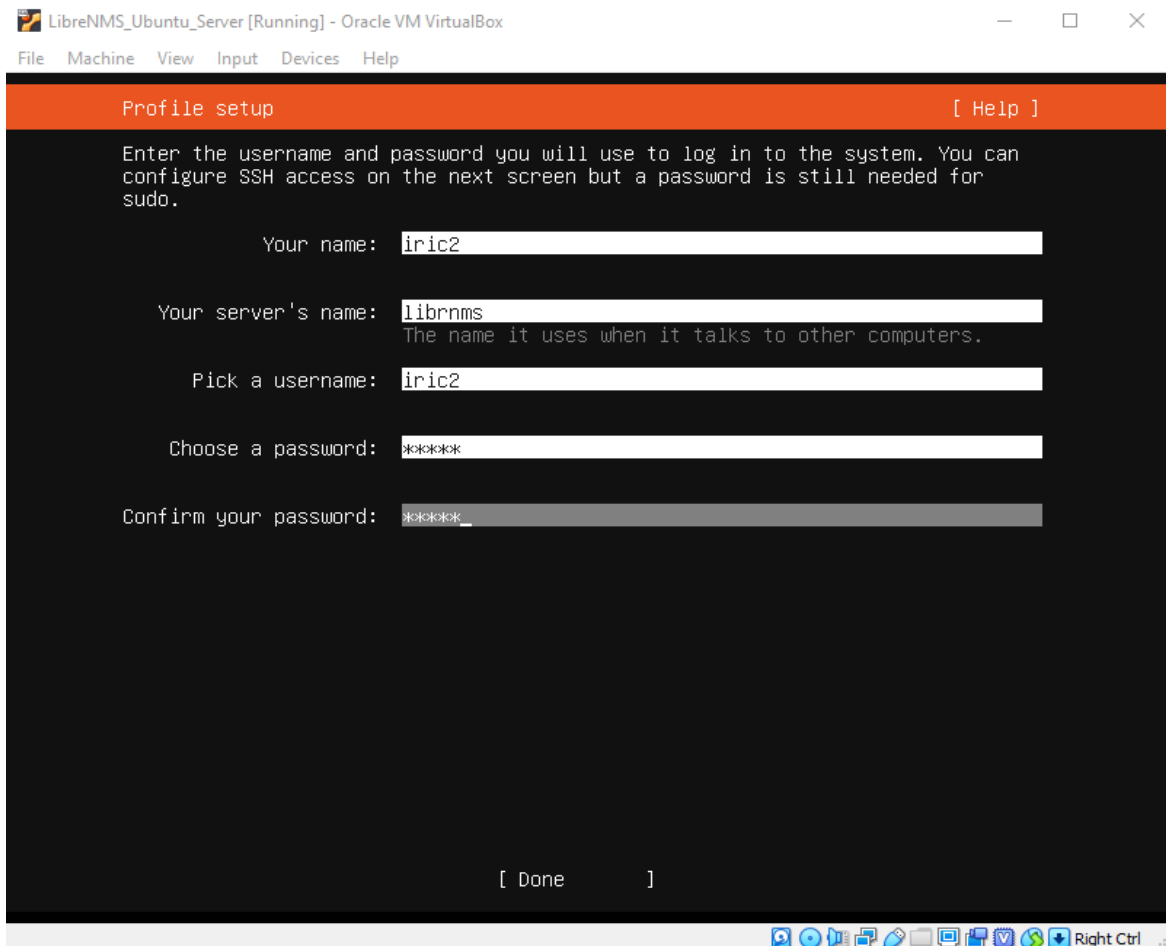 LibreNMS_Ubuntu_Server [Running] - Oracle VM VirtualBox
File Machine View Input Devices Help
Profile setup [ Help ]
Enter the username and password you will use to log in to the system. You can
configure SSH access on the next screen but a password is still needed for
sudo.
Your name: iric2
Your server's name: librnms
The name it uses when it talks to other computers.
Pick a username: iric2
Choose a password: *****
Confirm your password: *****_
[ Done ]
Right Ctrl